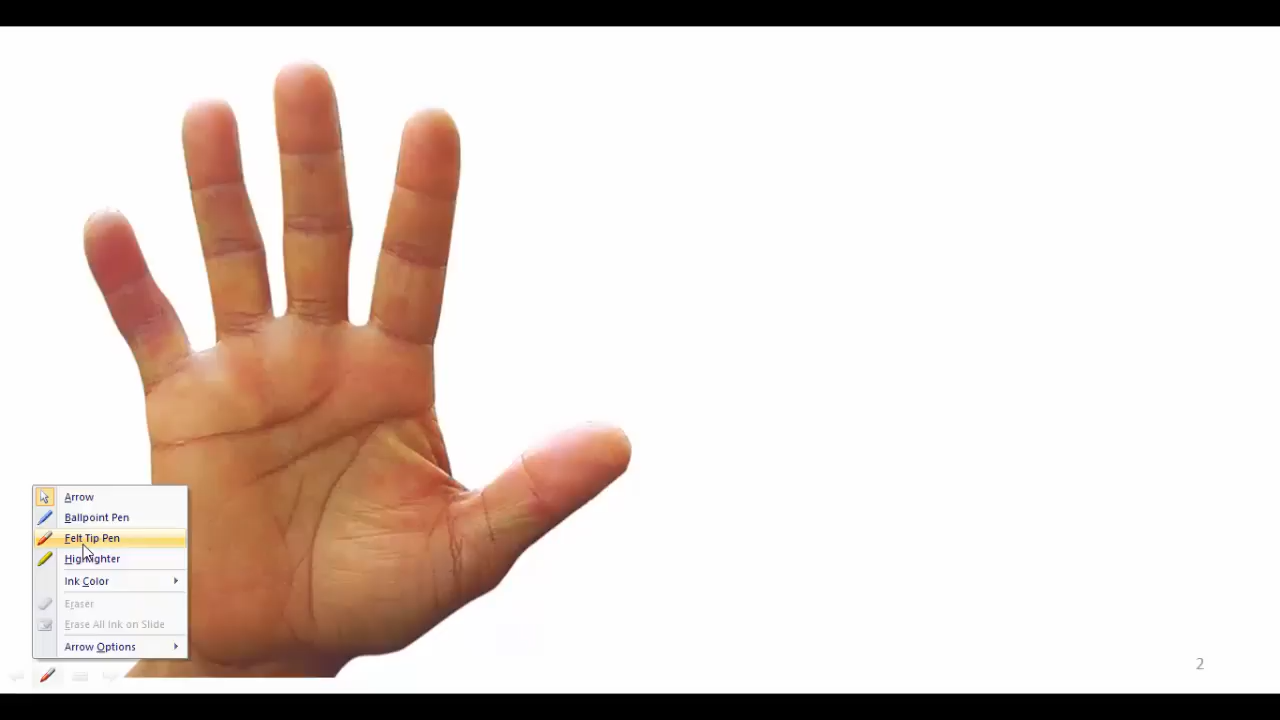 Arrow
Ballpoint Pen
Felt Tip Pen
Highlighter
Ink Color
Eraser
Erase All Ink on Slide
Arrow Options
2